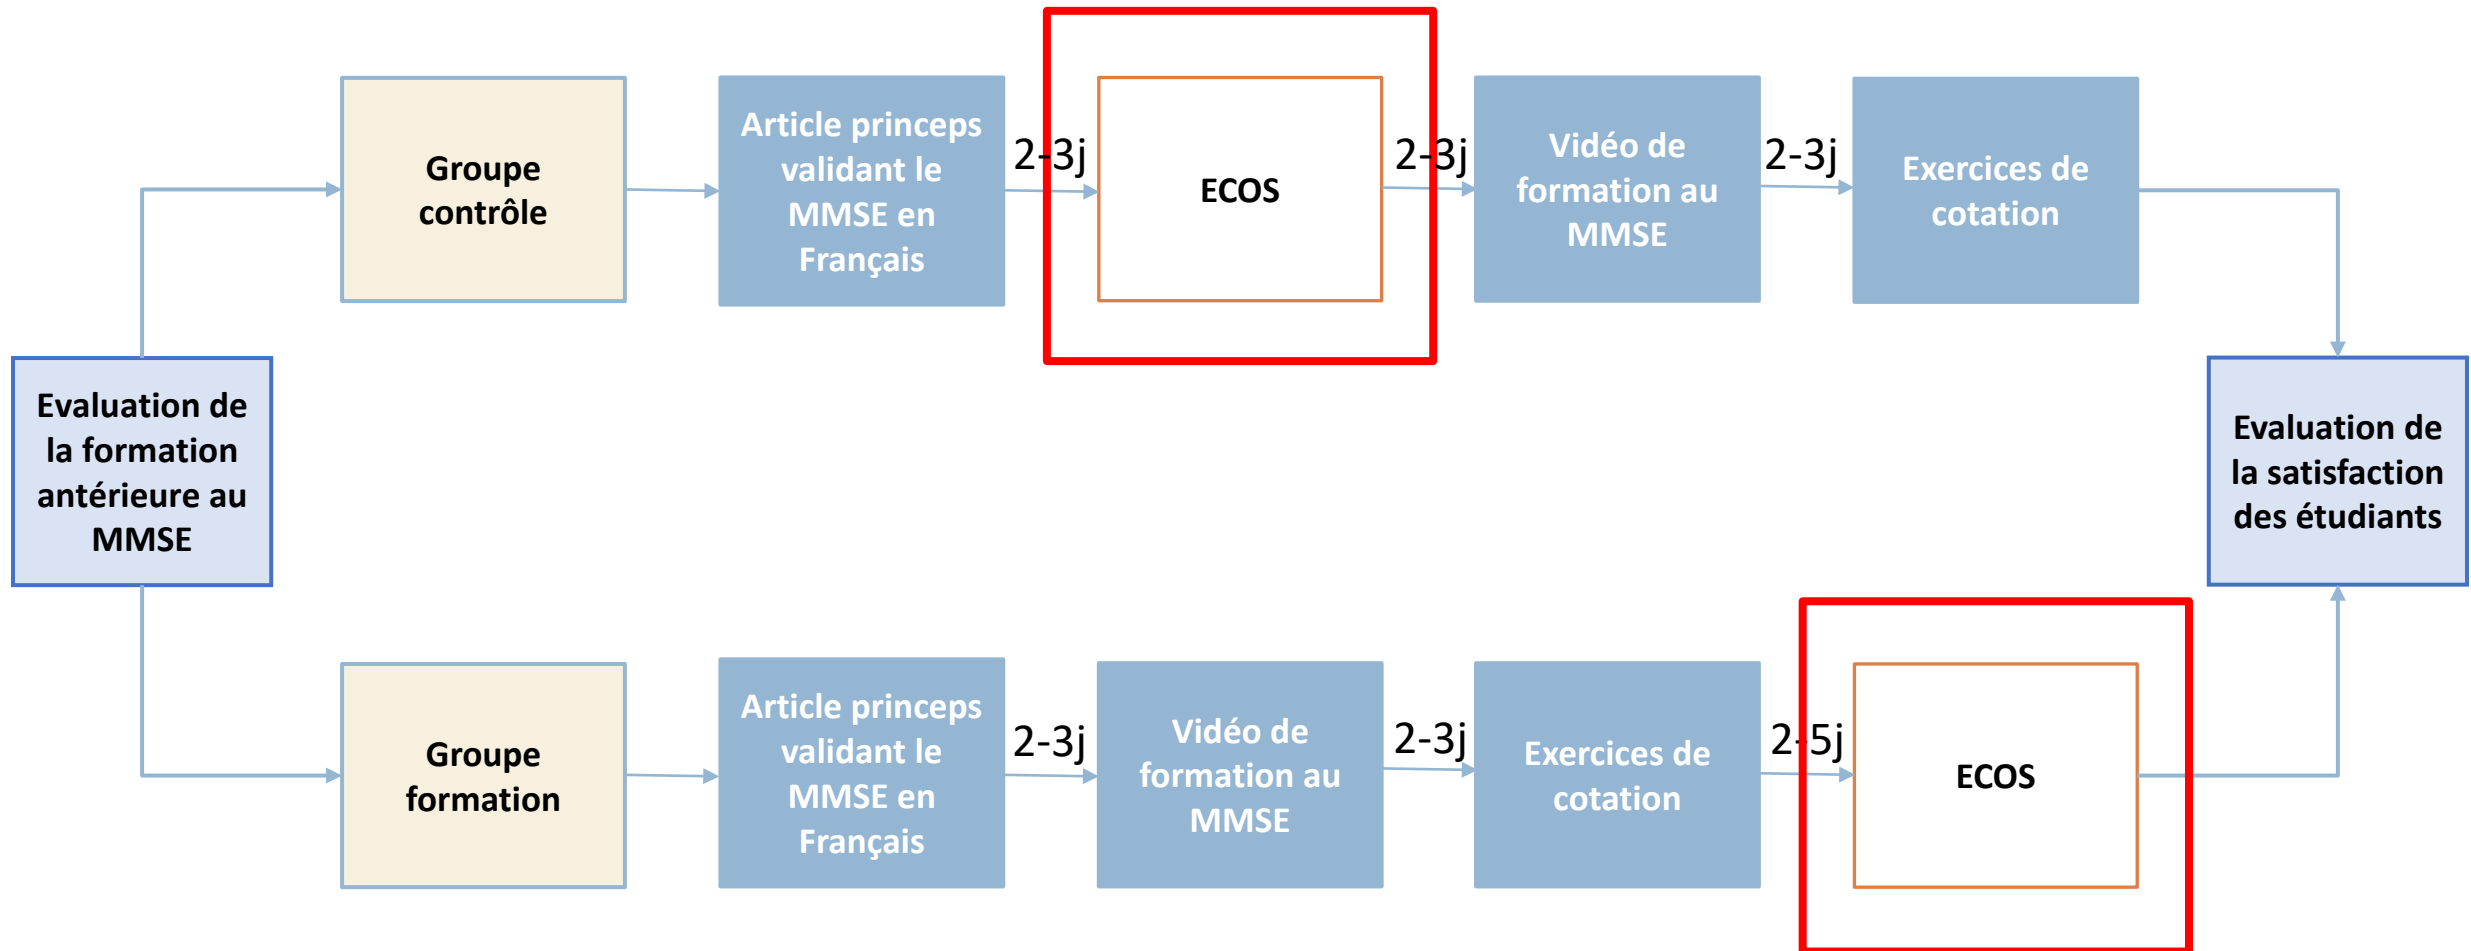 Evaluation de
la formation
antérieure au
MMSE
Groupe
contrôle
Article princeps
validant le
MMSE en
Français
2-3j
ECOS
2-3j
Vidéo de
formation au
MMSE
2-3j
Exercices de
cotation
Groupe
formation
Article princeps
validant le
MMSE en
Français
2-3j
Vidéo de
formation au
MMSE
2-3j
Exercices de
cotation
2-5j
ECOS
Evaluation de
la satisfaction
des étudiants